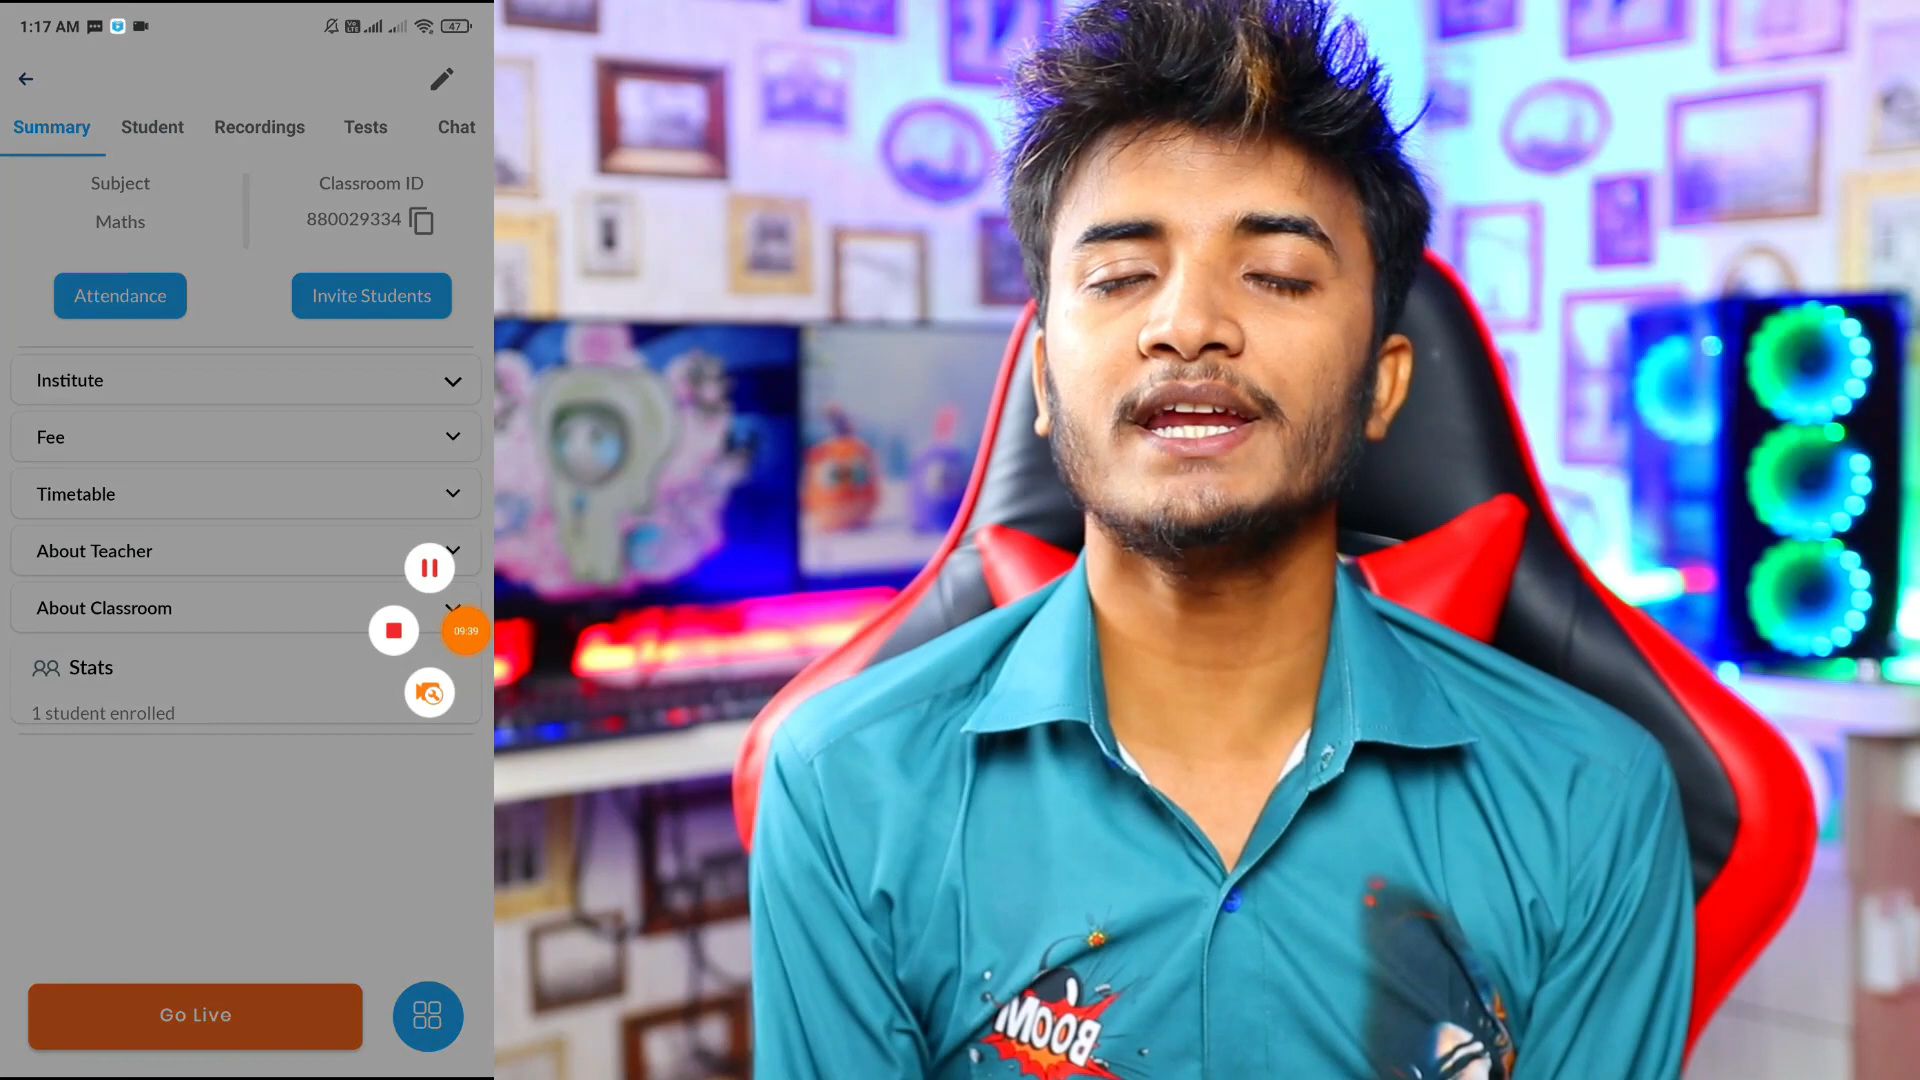 1:17 AM
47
Summary Student Recordings Tests Chat
Subject
Maths
Classroom ID
880029334
Attendance
Invite Students
Institute
Fee
Timetable
About Teacher
About Classroom
09:39
Stats
1 student enrolled
Go Live
BOOM